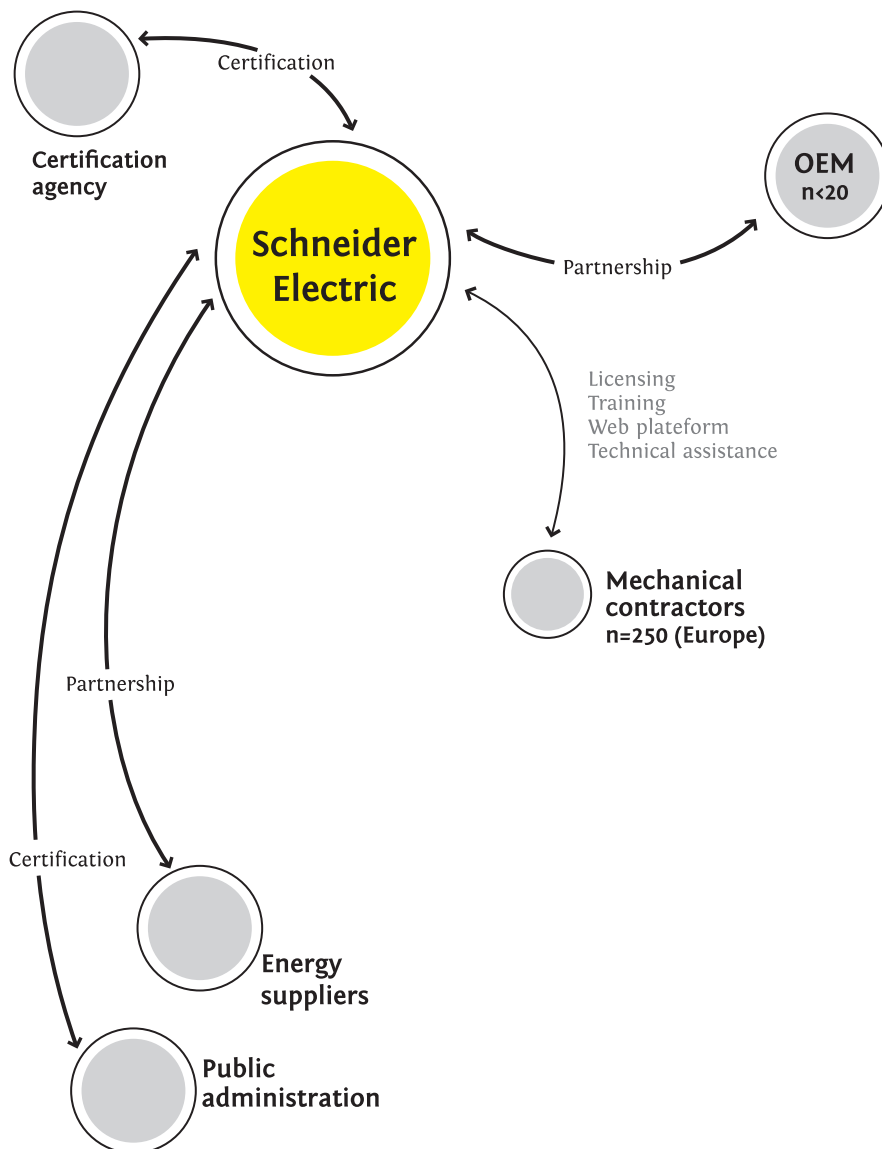 Certification
Certification
agency
OEM
n<20
Schneider
Electric
Partnership
Licensing
Training
Web plateform
Technical assistance
Mechanical
contractors
n=250 (Europe)
Partnership
Certification
Energy
suppliers
Public
administration